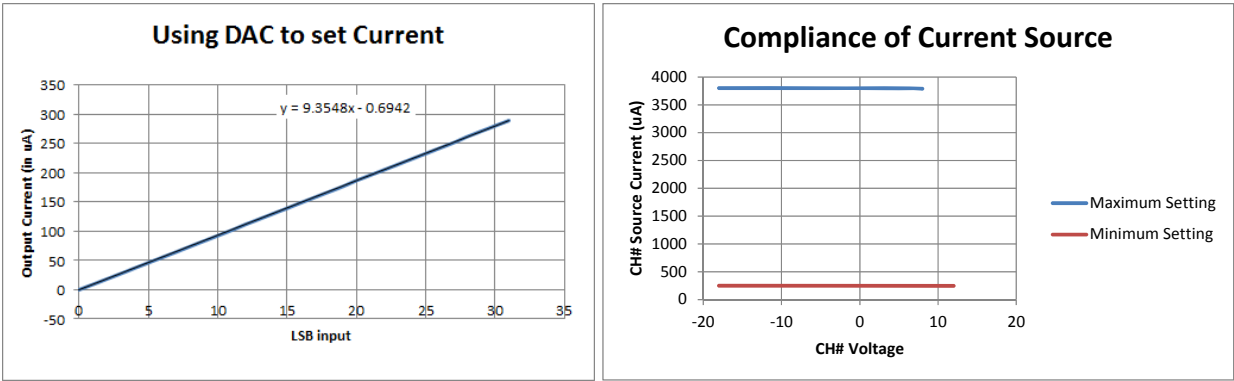 Using DAC to set Current
Output Current (in uA)
350
300
250
200
150
100
50
0
-50
y = 9.3548x - 0.6942
0 5 10 15 20 25 30 35
LSB input
Compliance of Current Source
CH# Source Current (uA)
4000
3500
3000
2500
2000
1500
1000
500
0
-20 -10 0 10 20
CH# Voltage
Maximum Setting
Minimum Setting